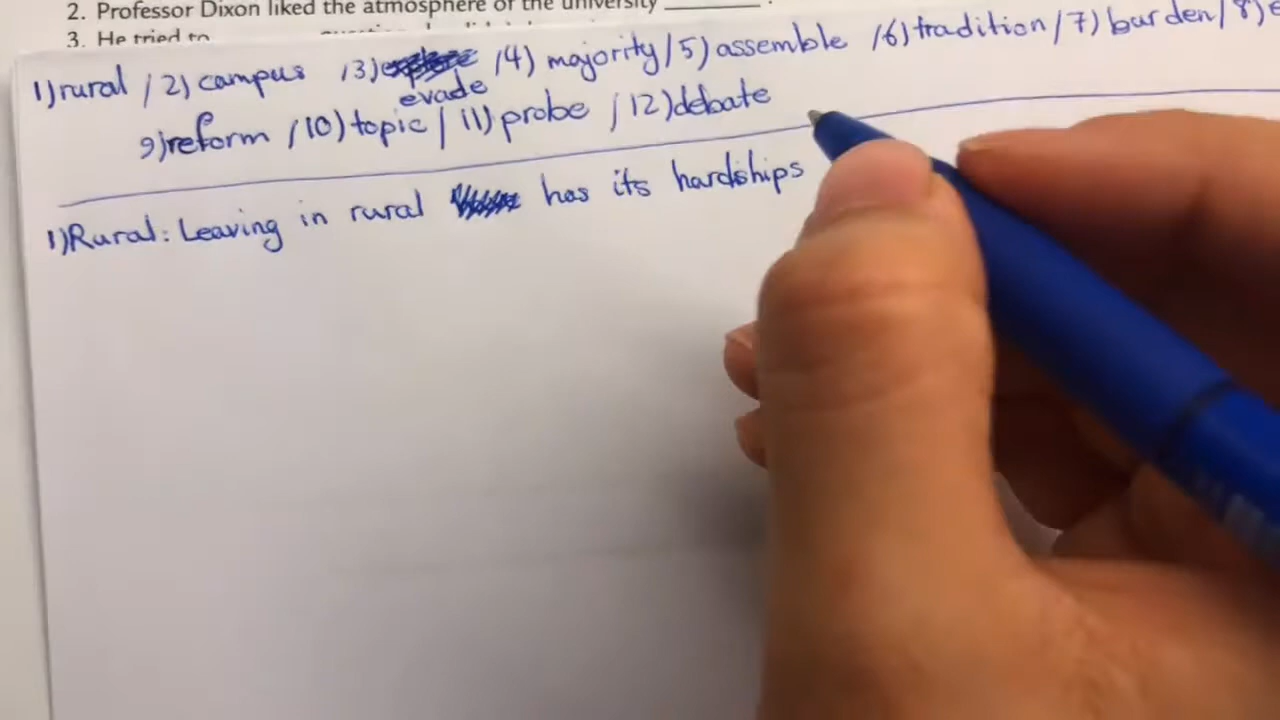 2. Professor Dixon liked the atmosphere of the university ________.
3. He tried to
1)rural / 2) campus /3) /4) majority / 5) assemble /6) tradition / 7) burden / 8)
evade
9)reform / 10) topic / 11) probe / 12) debate
1)Rural: Leaving in rural has its hardships